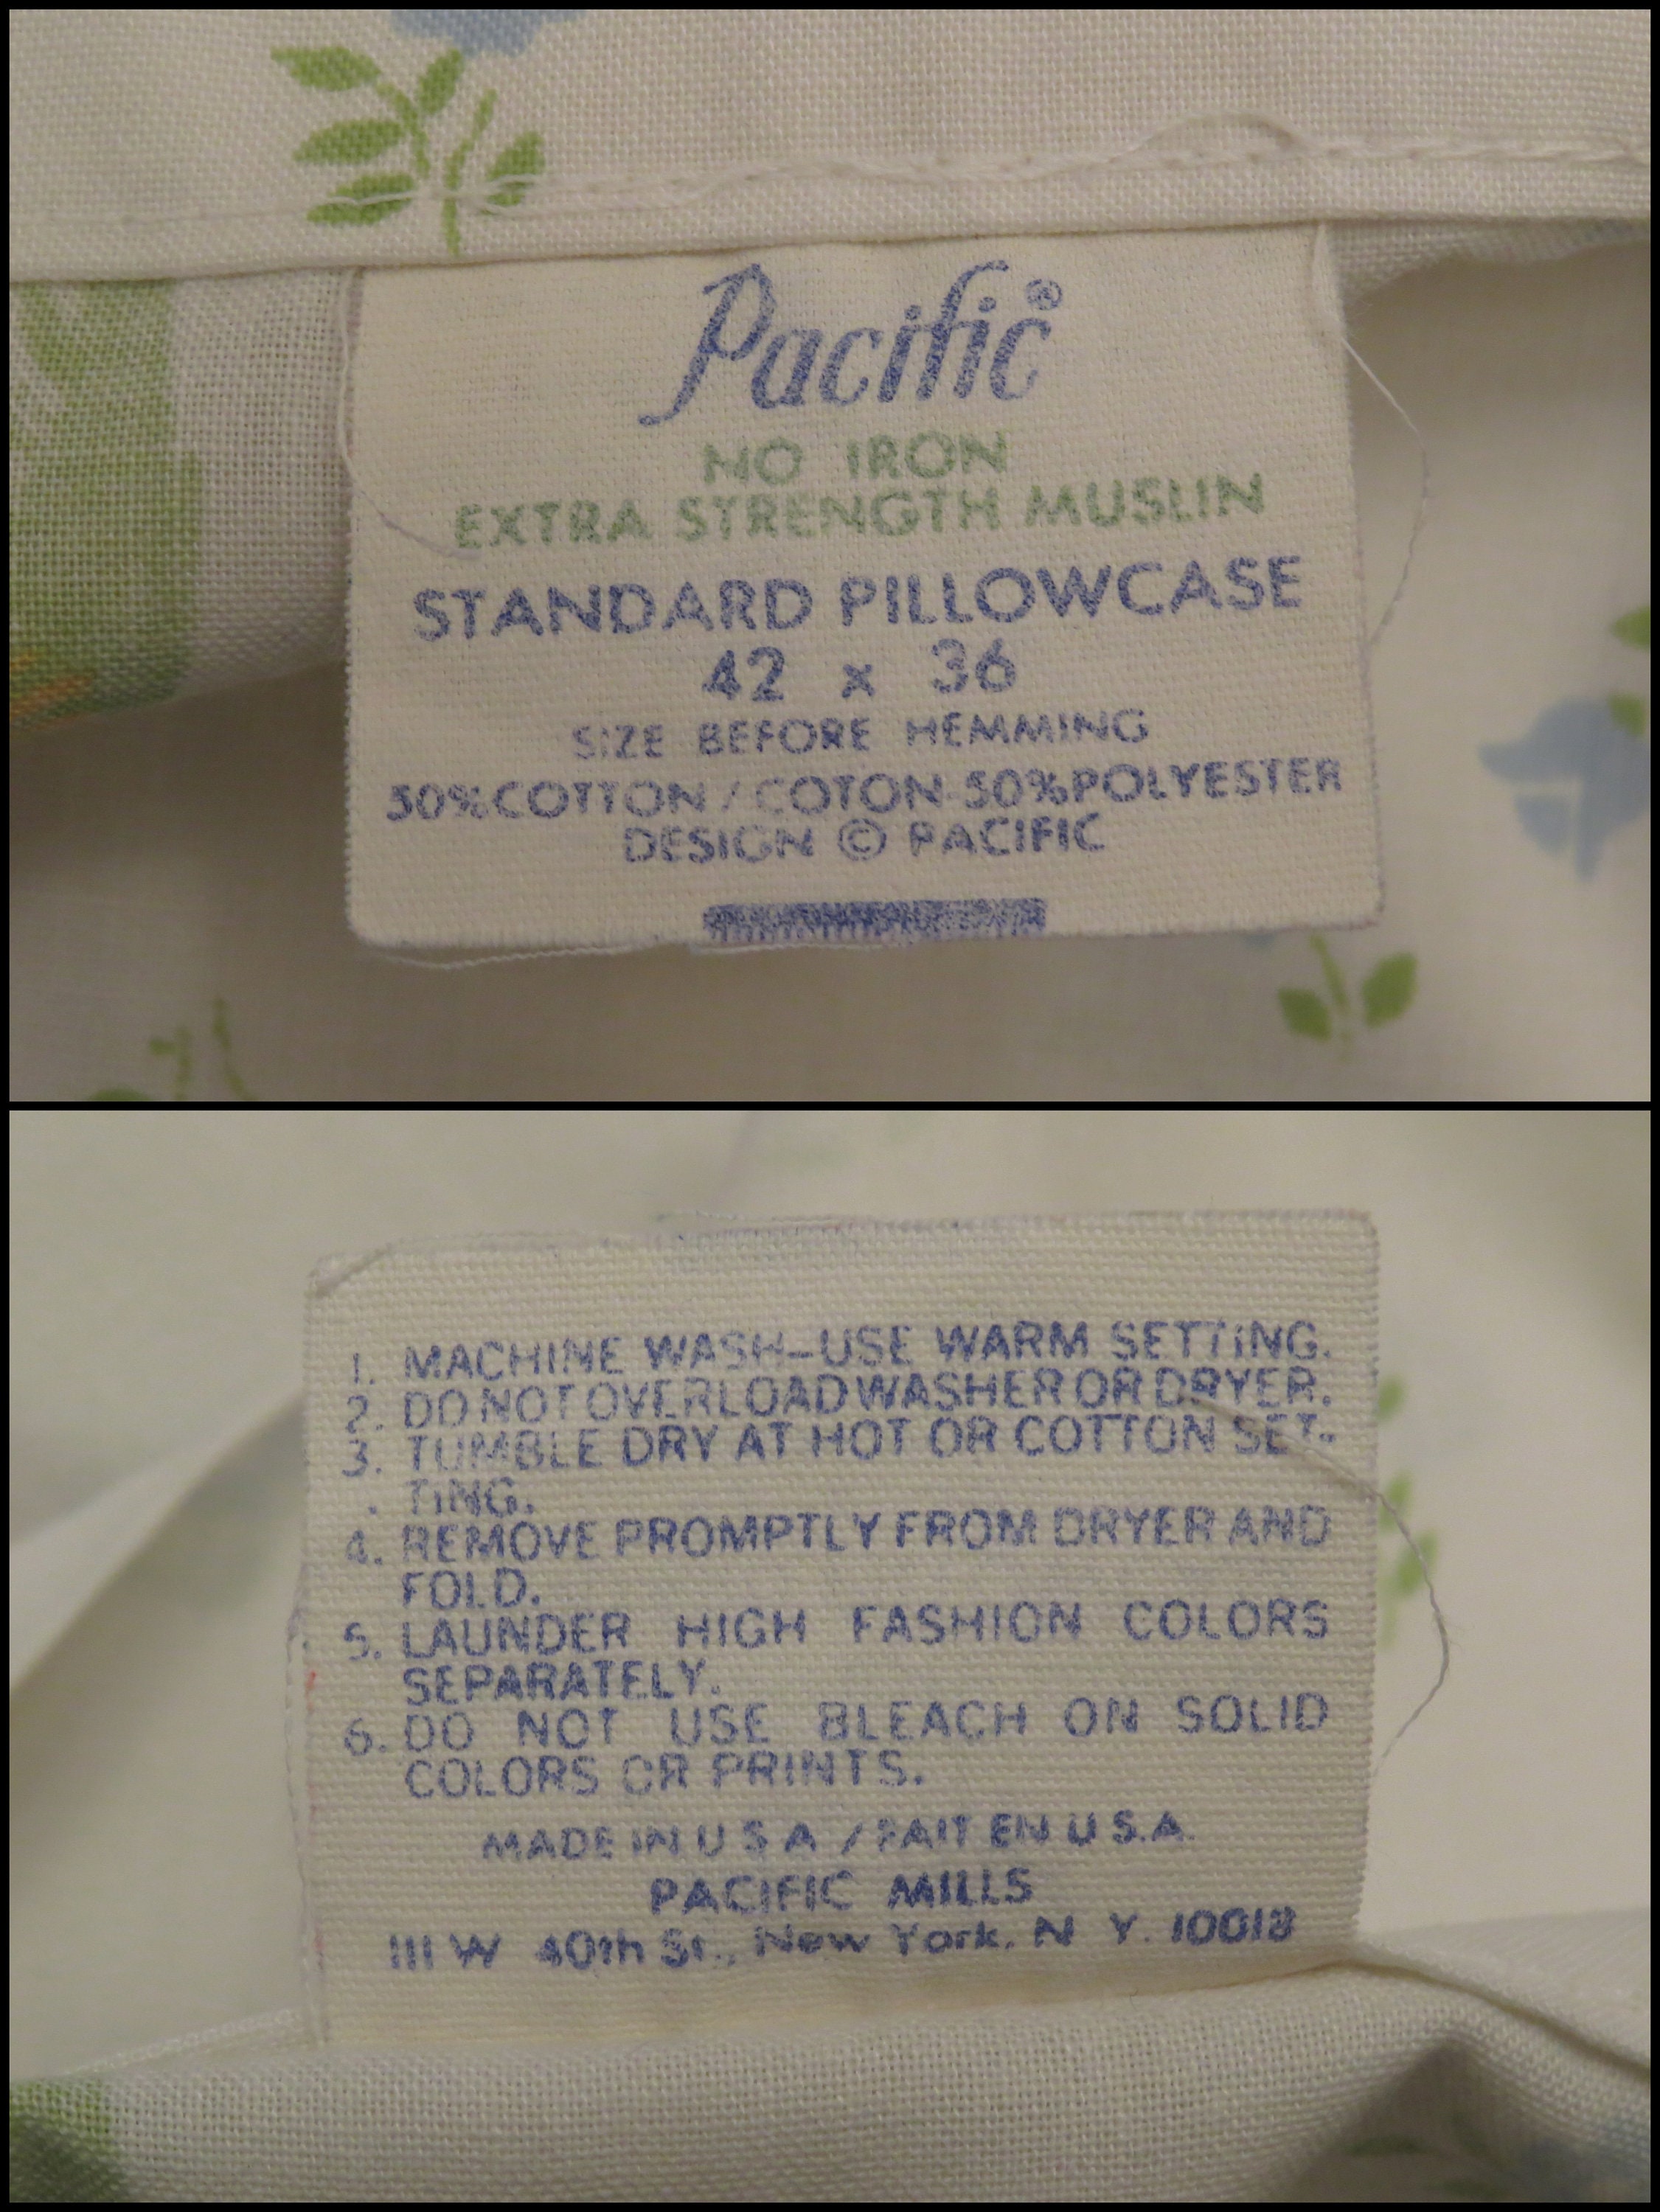 Pacific®
NO IRON
EXTRA STRENGTH MUSLIN
STANDARD PILLOWCASE
42 x 36
SIZE BEFORE HEMMING
50%COTTON/COTON-50%POLYESTER
DESIGN © PACIFIC
1. MACHINE WASH-USE WARM SETTING.
2. DO NOT OVERLOAD WASHER OR DRYER.
3. TUMBLE DRY AT HOT OR COTTON SET-
TING.
4. REMOVE PROMPTLY FROM DRYER AND
FOLD.
5. LAUNDER HIGH FASHION COLORS
SEPARATELY.
6. DO NOT USE BLEACH ON SOLID
COLORS OR PRINTS.
MADE IN U S A / FAIT EN U S.A.
PACIFIC MILLS
111 W 40th St., New York, N Y. 10018